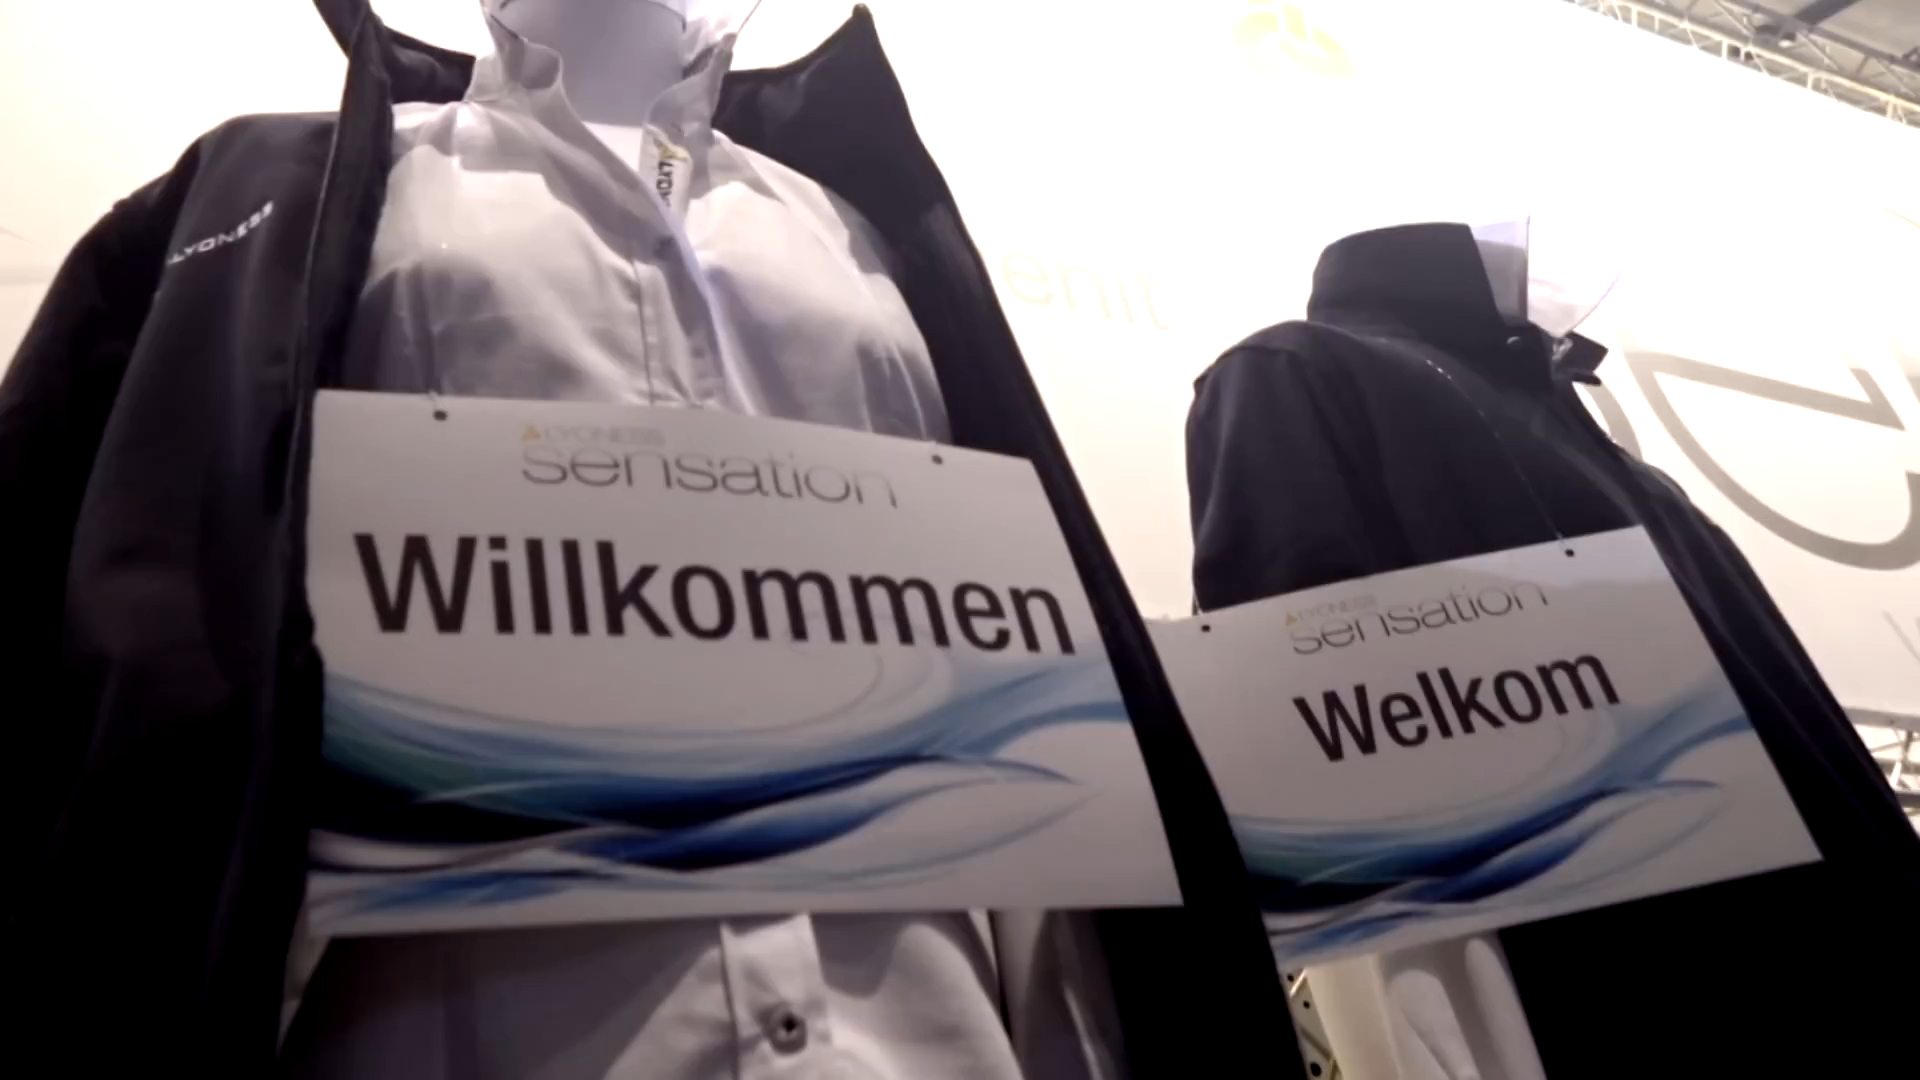 LYONESS
LYONESS
sensation
Willkommen
LYONESS
sensation
Welkom